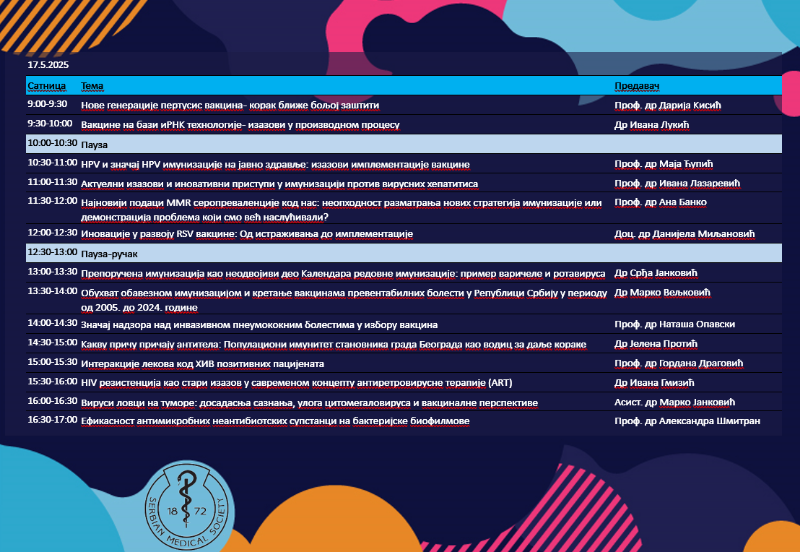 17.5.2025
Сатница Тема Предавач
9:00-9:30 Нове генерације пертусис вакцина- корак ближе бољој заштити Проф. др Дарија Кисић
9:30-10:00 Вакцине на бази иРНК технологије- изазови у производном процесу Др Ивана Лукић
10:00-10:30 Пауза
10:30-11:00 HPV и значај HPV имунизације на јавно здравље: изазови имплементације вакцине Проф. др Маја Ћупић
11:00-11:30 Актуелни изазови и иновативни приступи у имунизацији против вирусних хепатитиса Проф. др Ивана Лазаревић
11:30-12:00 Најновији подаци MMR серопреваленције код нас: неопходност разматрања нових стратегија имунизације или Проф. др Ана Банко
демонстрација проблема који смо већ наслућивали?
12:00-12:30 Иновације у развоју RSV вакцине: Од истраживања до имплементације Доц. др Данијела Миљановић
12:30-13:00 Пауза-ручак
13:00-13:30 Препоручена имунизација као неодвојиви део Календара редовне имунизације: пример варичеле и ротавируса Др Срђа Јанковић
13:30-14:00 Обухват обавезном имунизацијом и кретање вакцинама превентабилних болести у Републици Србију у периоду Др Марко Вељковић
од 2005. до 2024. године
14:00-14:30 Значај надзора над инвазивном пнеумококним болестима у избору вакцина Проф. др Наташа Опавски
14:30-15:00 Какву причу причају антитела: Популациони имунитет становника града Београда као водиц за даље кораке Др Јелена Протић
15:00-15:30 Интеракције лекова код ХИВ позитивних пацијената Проф. др Гордана Драговић
15:30-16:00 HIV резистенција као стари изазов у савременом концепту антиретровирусне терапије (ART) Др Ивана Гмизић
16:00-16:30 Вируси ловци на туморе: досадасња сазнања, улога цитомегаловируса и вакциналне перспективе Асист. др Марко Јанковић
16:30-17:00 Ефикасност антимикробних неантибиотских супстанци на бактеријске биофилмове Проф. др Александра Шмитран
18 72
SERBIAN MEDICAL SOCIETY